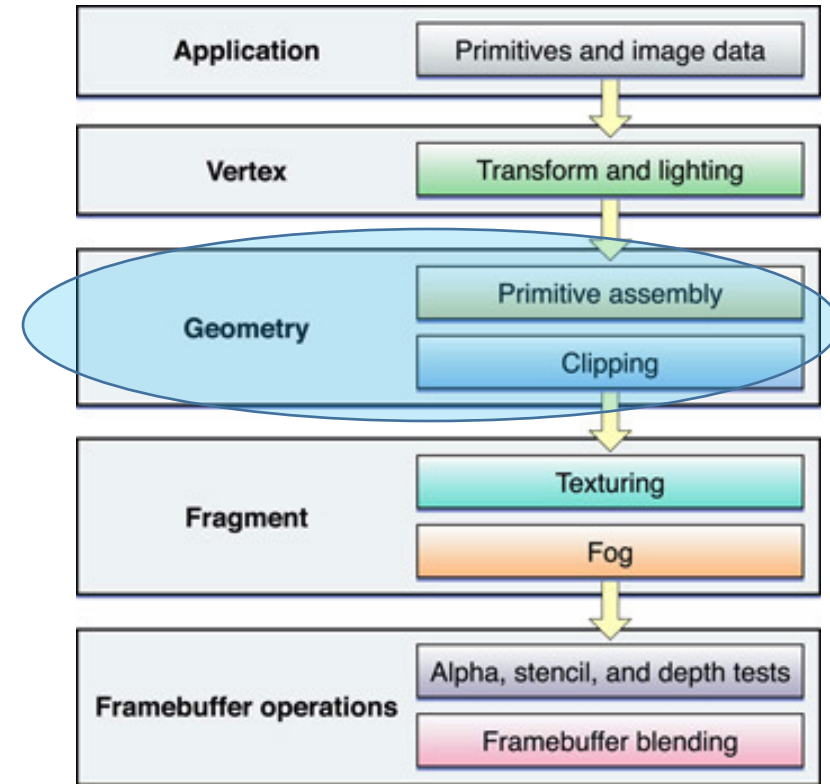 Application
Primitives and image data
Vertex
Transform and lighting
Geometry
Primitive assembly
Clipping
Fragment
Texturing
Fog
Framebuffer operations
Alpha, stencil, and depth tests
Framebuffer blending